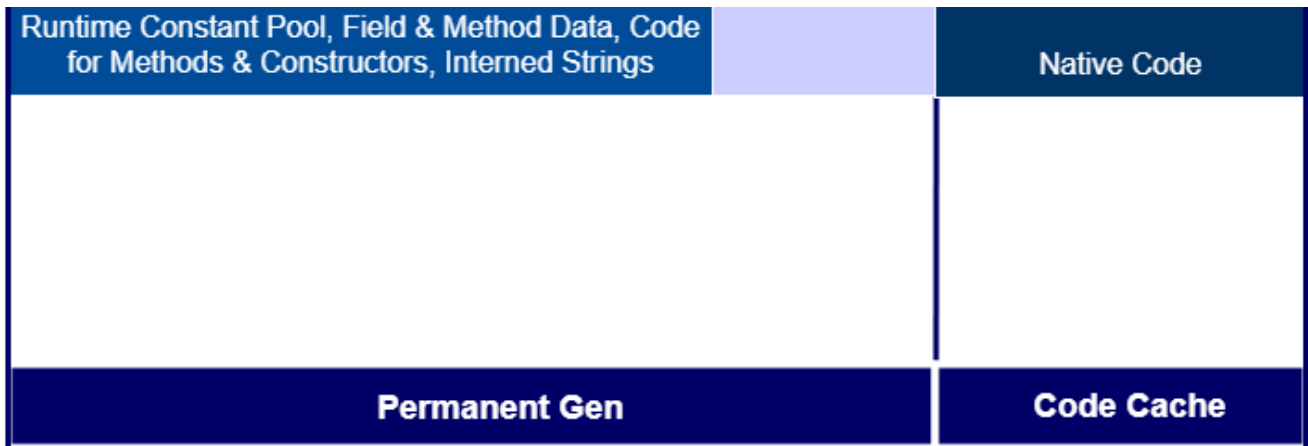 Runtime Constant Pool, Field & Method Data, Code
for Methods & Constructors, Interned Strings
Native Code
Permanent Gen
Code Cache